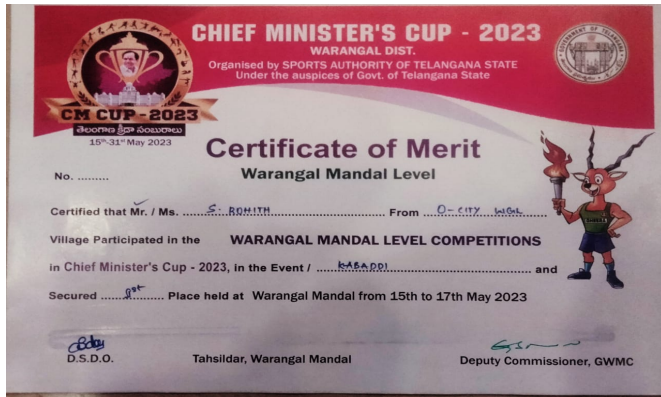 CHIEF MINISTER'S CUP - 2023
WARANGAL DIST.
Organised by SPORTS AUTHORITY OF TELANGANA STATE
Under the auspices of Govt. of Telangana State
CM CUP - 2023
తెలంగాణ క్రీడా సంబురాలు
15th-31st May 2023
Certificate of Merit
Warangal Mandal Level
No. .........
Certified that Mr. / Ms. S. ROHITH From O-CITY WGL
Village Participated in the WARANGAL MANDAL LEVEL COMPETITIONS
in Chief Minister's Cup - 2023, in the Event / KABADDI and
Secured Place held at Warangal Mandal from 15th to 17th May 2023
D.S.D.O.
Tahsildar, Warangal Mandal
Deputy Commissioner, GWMC